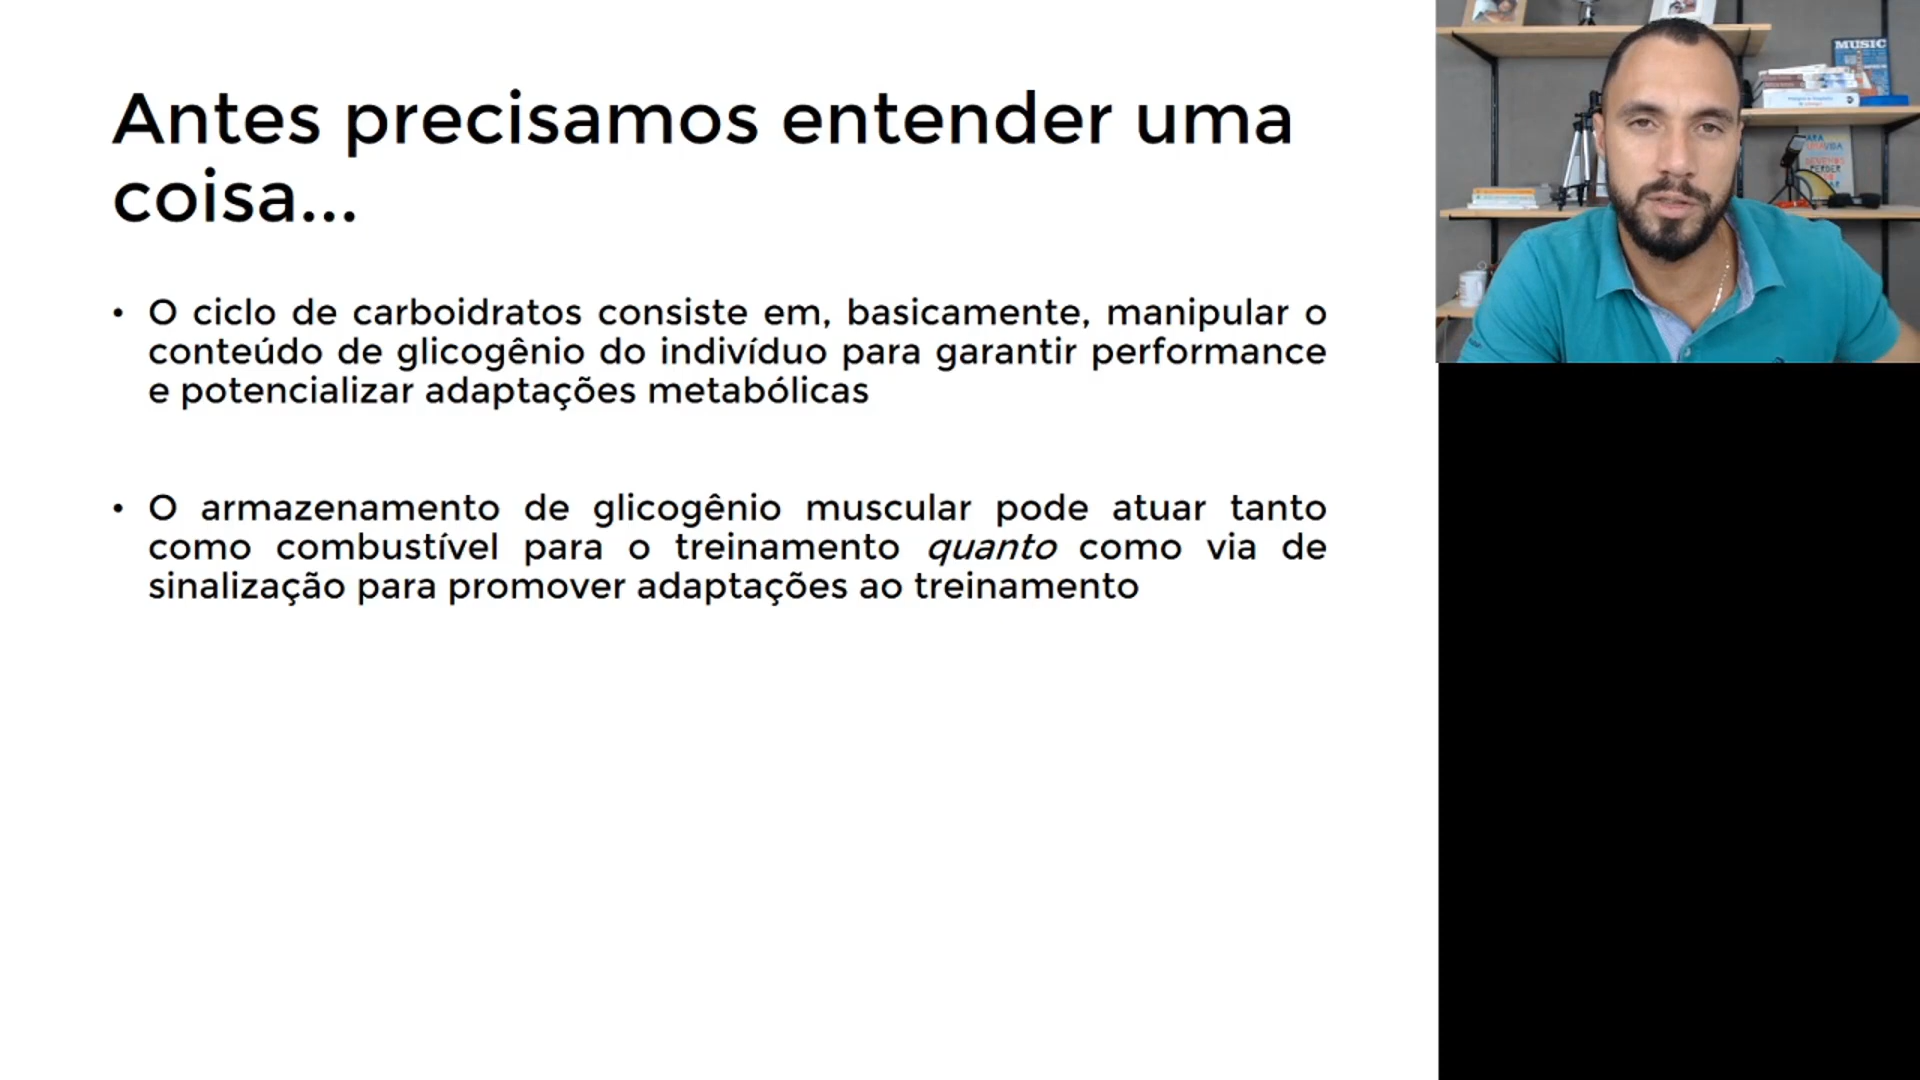 Antes precisamos entender uma
coisa...
• O ciclo de carboidratos consiste em, basicamente, manipular o
conteúdo de glicogênio do indivíduo para garantir performance
e potencializar adaptações metabólicas
• O armazenamento de glicogênio muscular pode atuar tanto
como combustível para o treinamento quanto como via de
sinalização para promover adaptações ao treinamento
MUSIC
PERDER